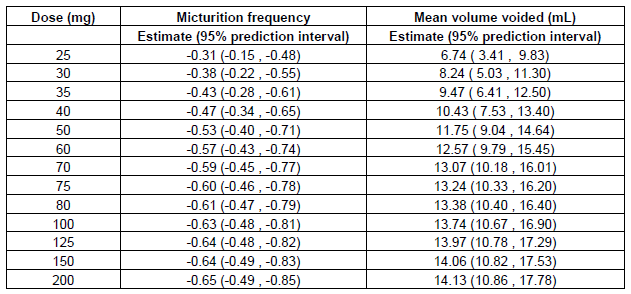 Dose (mg) Micturition frequency Mean volume voided (mL)
Estimate (95% prediction interval) Estimate (95% prediction interval)
25 -0.31 (-0.15 , -0.48) 6.74 ( 3.41 , 9.83)
30 -0.38 (-0.22 , -0.55) 8.24 ( 5.03 , 11.30)
35 -0.43 (-0.28 , -0.61) 9.47 ( 6.41 , 12.50)
40 -0.47 (-0.34 , -0.65) 10.43 ( 7.53 , 13.40)
50 -0.53 (-0.40 , -0.71) 11.75 ( 9.04 , 14.64)
60 -0.57 (-0.43 , -0.74) 12.57 ( 9.79 , 15.45)
70 -0.59 (-0.45 , -0.77) 13.07 (10.18 , 16.01)
75 -0.60 (-0.46 , -0.78) 13.24 (10.33 , 16.20)
80 -0.61 (-0.47 , -0.79) 13.38 (10.40 , 16.40)
100 -0.63 (-0.48 , -0.81) 13.74 (10.67 , 16.90)
125 -0.64 (-0.48 , -0.82) 13.97 (10.78 , 17.29)
150 -0.64 (-0.49 , -0.83) 14.06 (10.82 , 17.53)
200 -0.65 (-0.49 , -0.85) 14.13 (10.86 , 17.78)